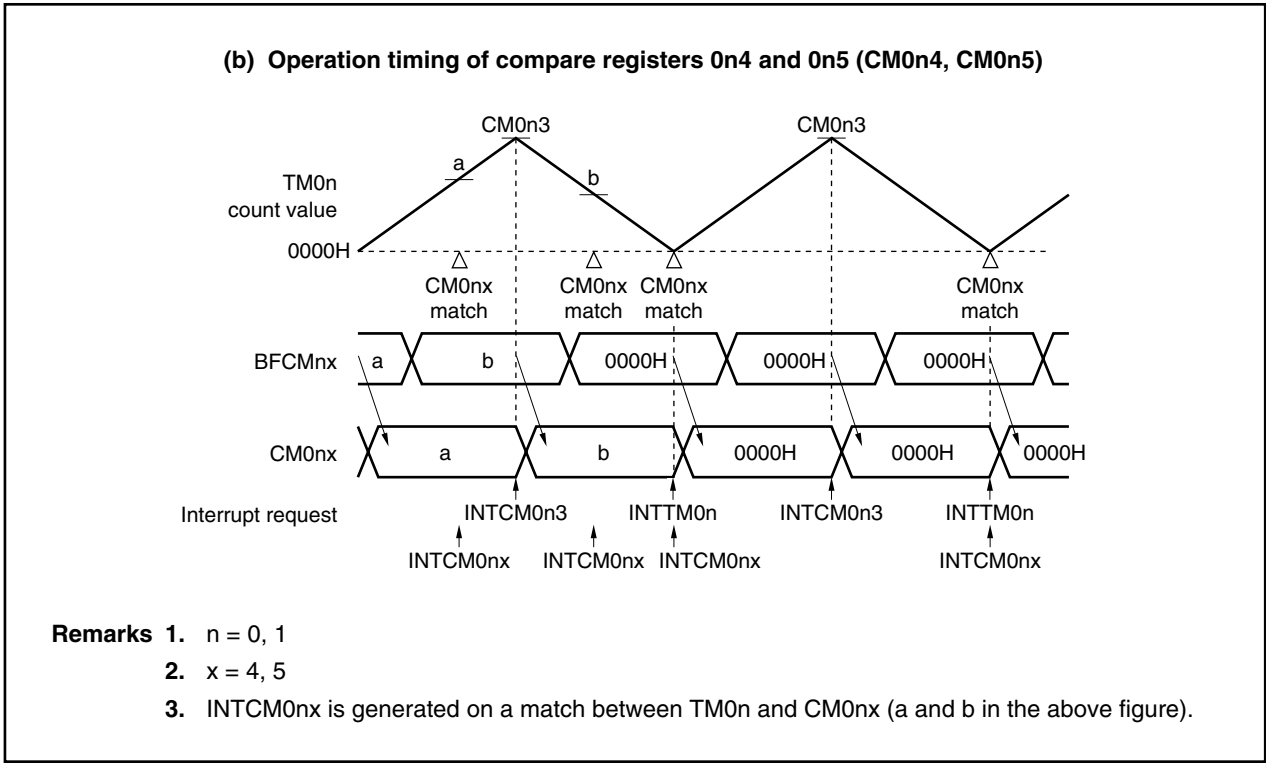 (b) Operation timing of compare registers 0n4 and 0n5 (CM0n4, CM0n5)
CM0n3 CM0n3
a
b
TM0n
count value
0000H
CM0nx CM0nx CM0nx CM0nx
match match match match
BFCMnx a b 0000H 0000H 0000H
CM0nx a b 0000H 0000H 0000H
Interrupt request INTCM0n3 INTTM0n INTCM0n3 INTTM0n
INTCM0nx INTCM0nx INTCM0nx INTCM0nx
Remarks 1. n = 0, 1
2. x = 4, 5
3. INTCM0nx is generated on a match between TM0n and CM0nx (a and b in the above figure).